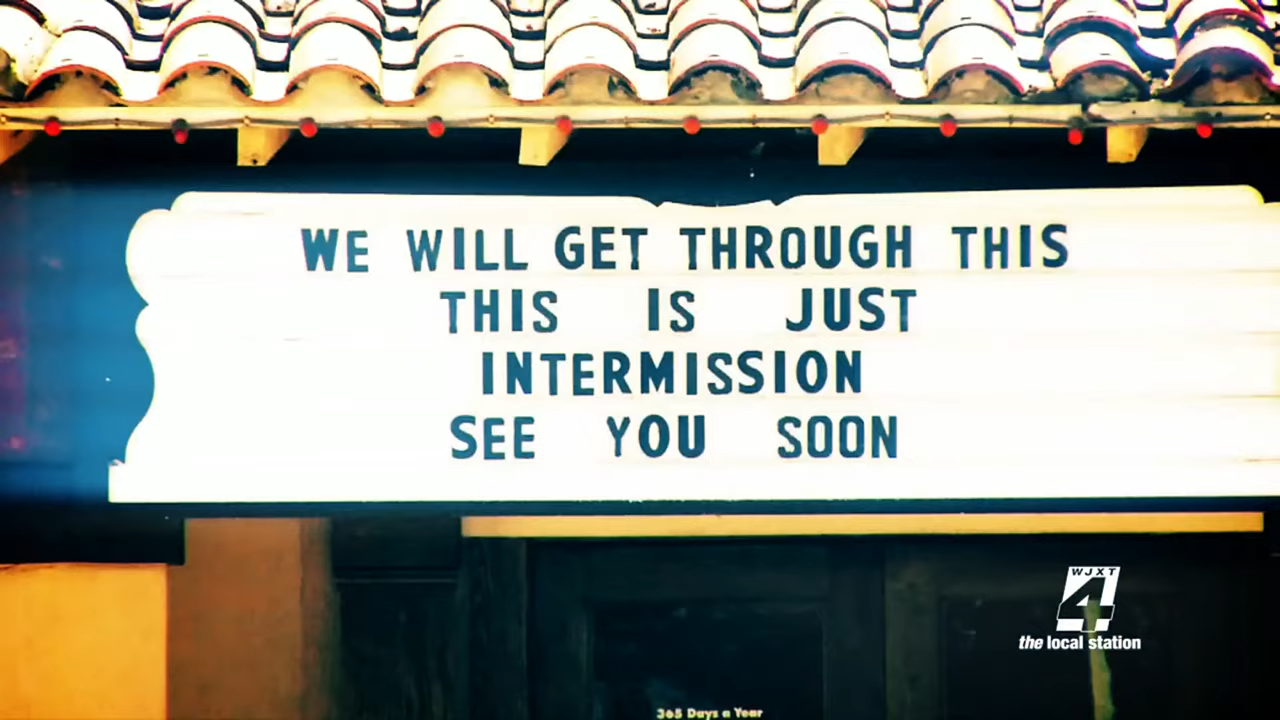 WE WILL GET THROUGH THIS
THIS IS JUST
INTERMISSION
SEE YOU SOON
WJXT
4
the local station
365 Days a Year